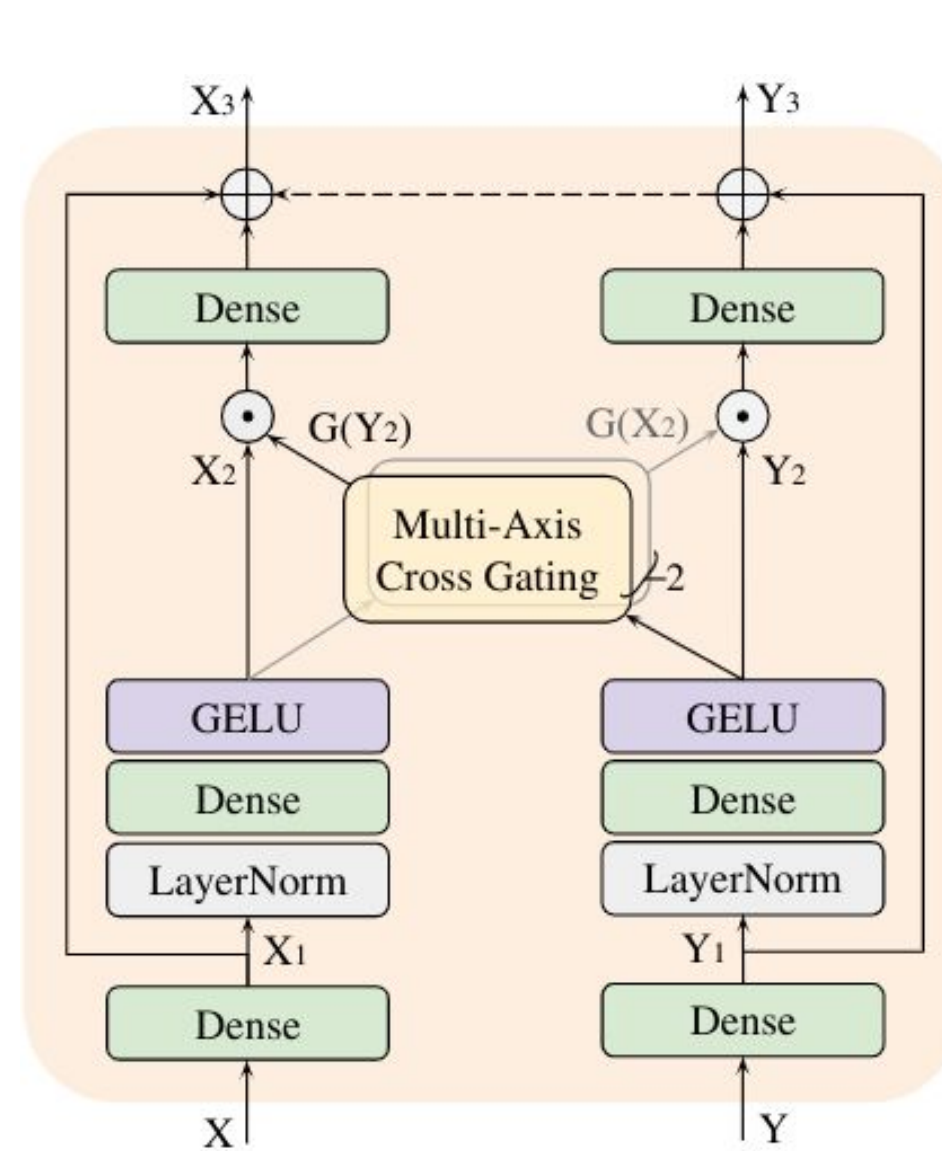 X3
Y3
Dense
Dense
G(Y2)
G(X2)
X2
Y2
Multi-Axis
Cross Gating
2
GELU
GELU
Dense
Dense
LayerNorm
LayerNorm
X1
Y1
Dense
Dense
X
Y